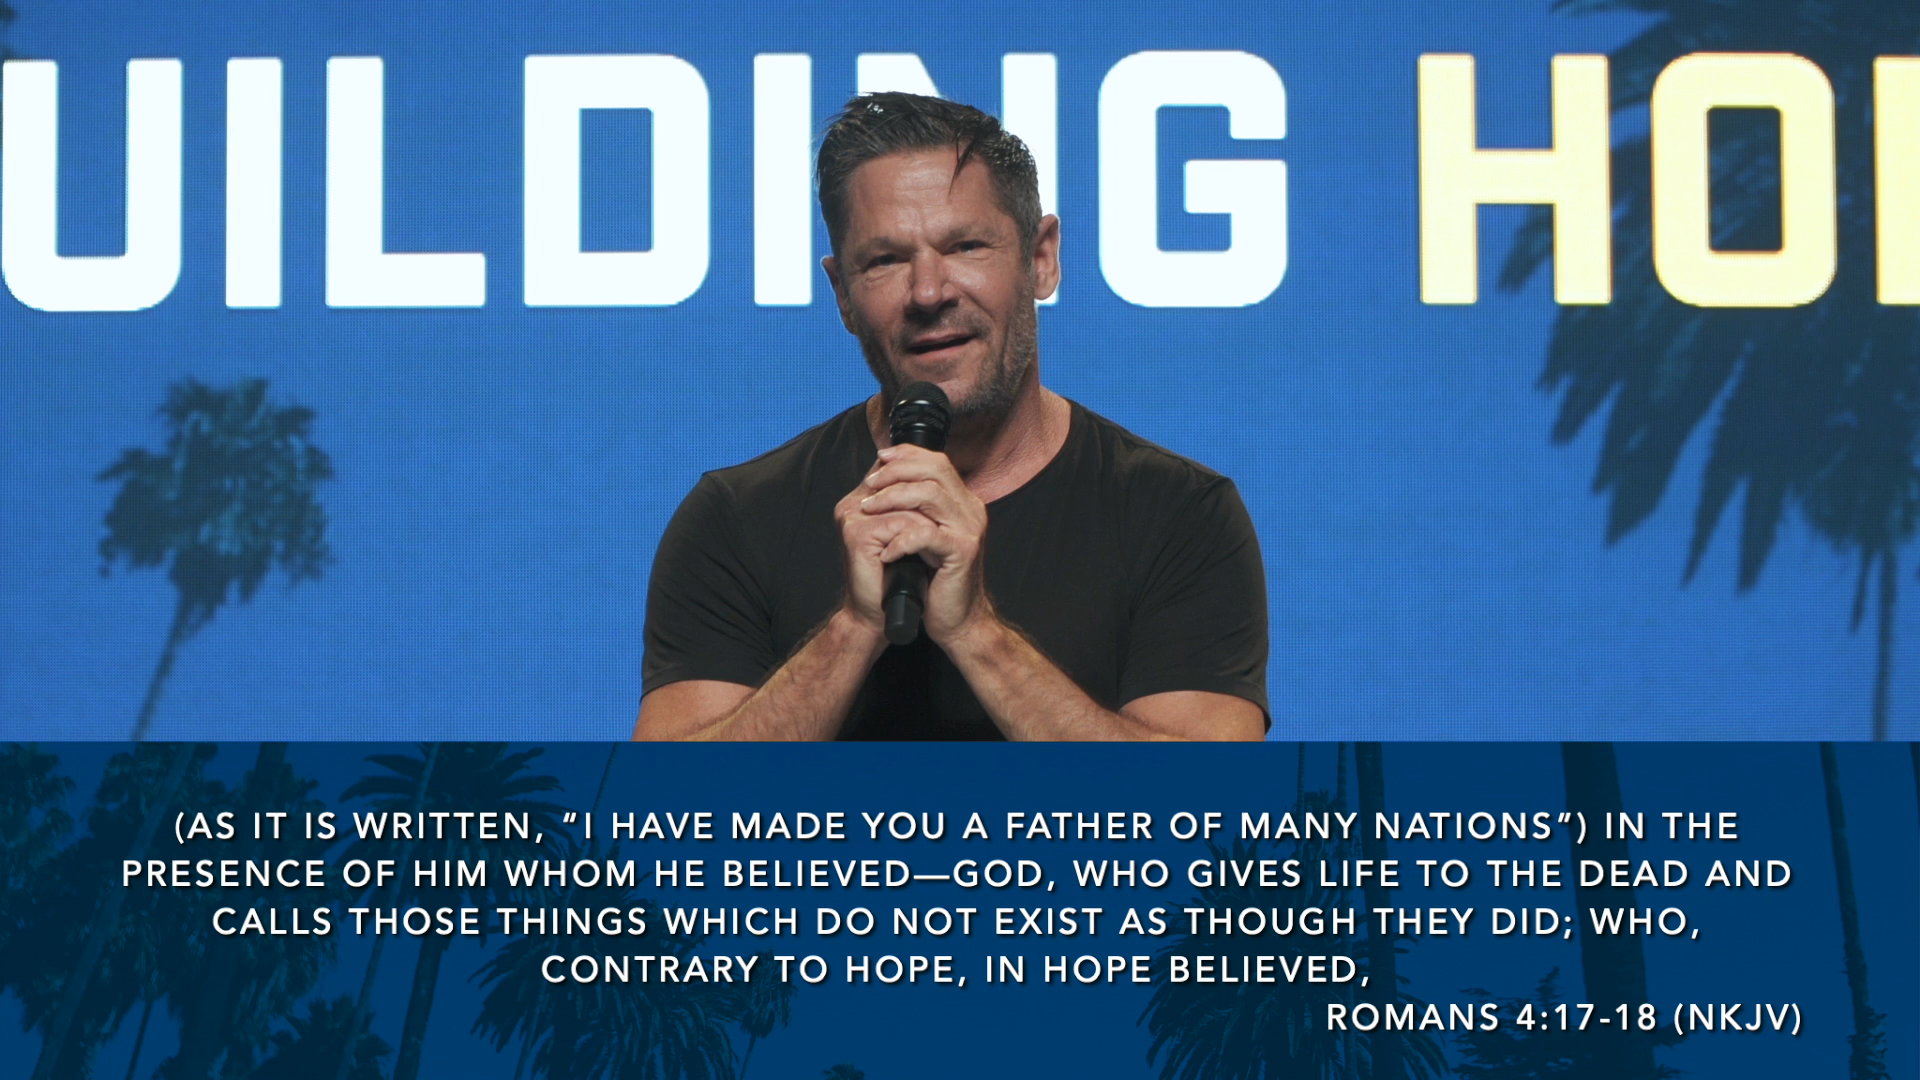 UILDING HO
(AS IT IS WRITTEN, “I HAVE MADE YOU A FATHER OF MANY NATIONS”) IN THE
PRESENCE OF HIM WHOM HE BELIEVED—GOD, WHO GIVES LIFE TO THE DEAD AND
CALLS THOSE THINGS WHICH DO NOT EXIST AS THOUGH THEY DID; WHO,
CONTRARY TO HOPE, IN HOPE BELIEVED,
ROMANS 4:17-18 (NKJV)